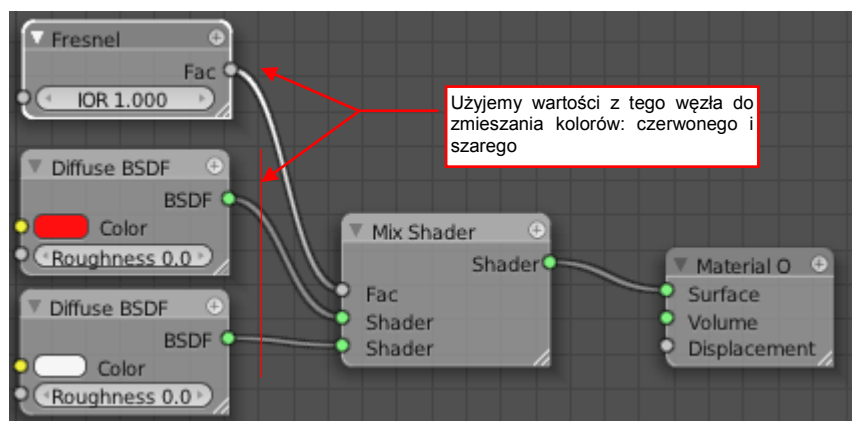 Fresnel
Fac
IOR 1.000
Użyjemy wartości z tego węzła do
zmieszania kolorów: czerwonego i
szarego
Diffuse BSDF
BSDF
Color
Roughness 0.0
Diffuse BSDF
BSDF
Color
Roughness 0.0
Mix Shader
Shader
Fac
Shader
Shader
Material O
Surface
Volume
Displacement